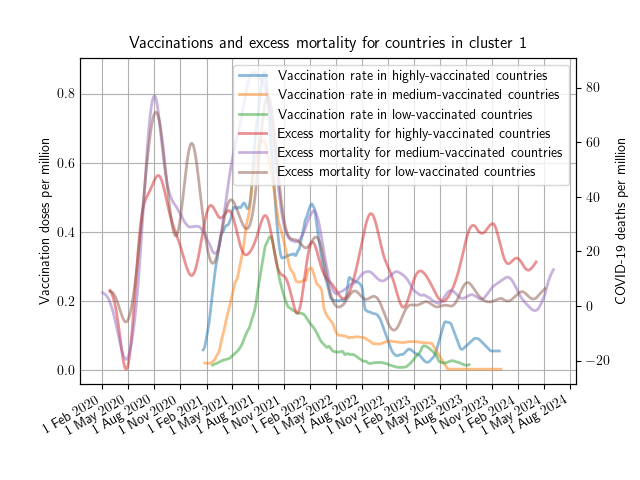 Vaccinations and excess mortality for countries in cluster 1
Vaccination rate in highly-vaccinated countries
Vaccination rate in medium-vaccinated countries
Vaccination rate in low-vaccinated countries
Excess mortality for highly-vaccinated countries
Excess mortality for medium-vaccinated countries
Excess mortality for low-vaccinated countries
Vaccination doses per million
0.8
0.6
0.4
0.2
0.0
COVID-19 deaths per million
80
60
40
20
0
−20
1 Feb 2020
1 May 2020
1 Aug 2020
1 Nov 2020
1 Feb 2021
1 May 2021
1 Aug 2021
1 Nov 2021
1 Feb 2022
1 May 2022
1 Aug 2022
1 Nov 2022
1 Feb 2023
1 May 2023
1 Aug 2023
1 Nov 2023
1 Feb 2024
1 May 2024
1 Aug 2024